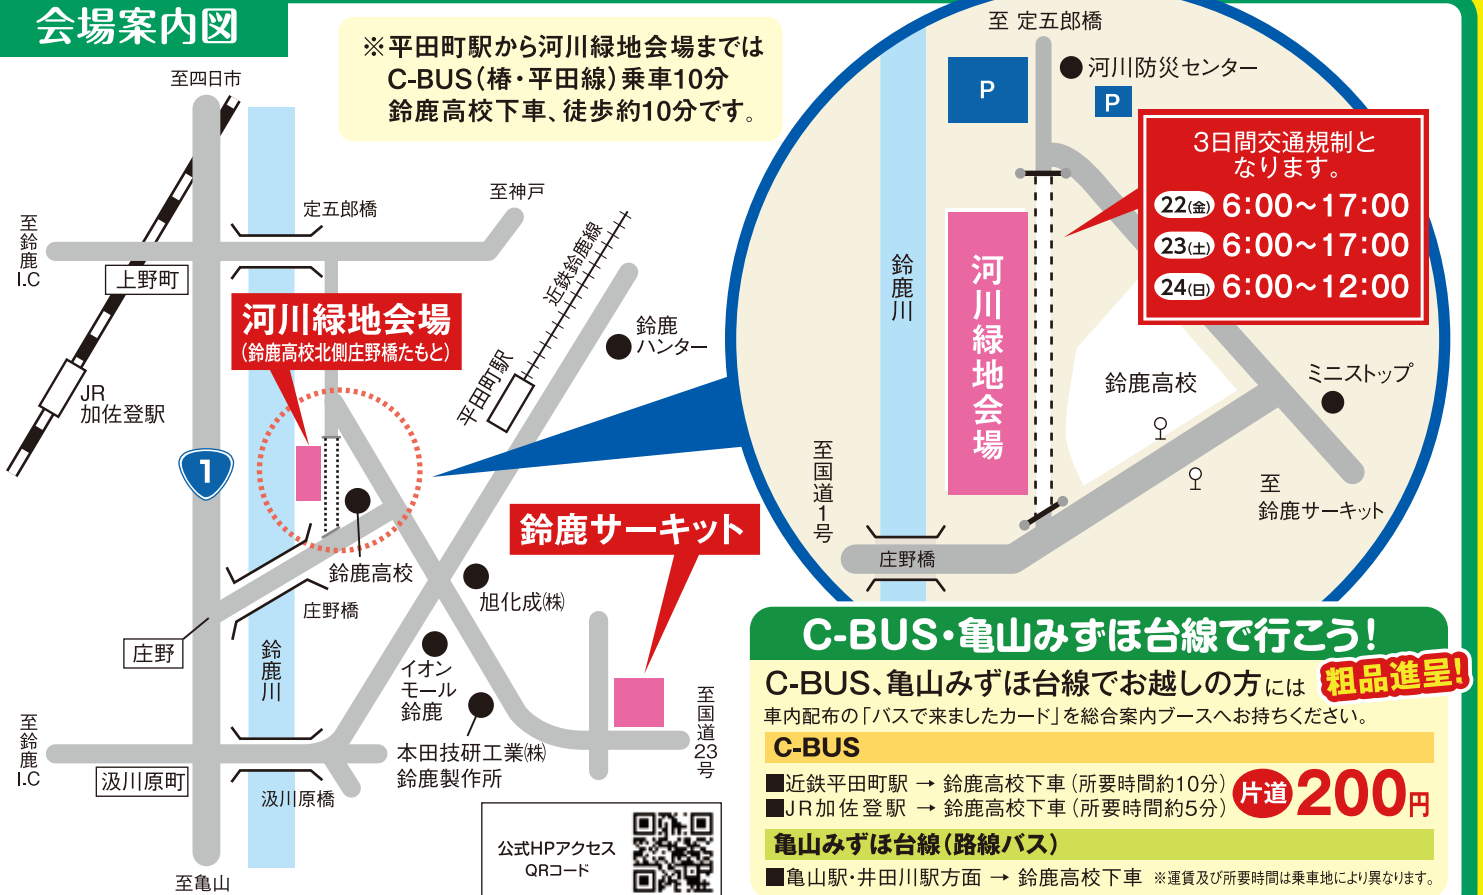 会場案内図
※平田町駅から河川緑地会場までは
C-BUS(椿・平田線)乗車10分
鈴鹿高校下車、徒歩約10分です。
至四日市
至鈴鹿I.C
定五郎橋
至神戸
上野町
近鉄鈴鹿線
河川緑地会場
(鈴鹿高校北側庄野橋たもと)
鈴鹿
ハンター
平田町駅
JR
加佐登駅
1
鈴鹿サーキット
鈴鹿高校
旭化成㈱
庄野橋
庄野
鈴鹿川
イオン
モール
鈴鹿
至鈴鹿I.C
本田技研工業㈱
鈴鹿製作所
至国道23号
汲川原町
汲川原橋
至亀山
公式HPアクセス
QRコード
至 定五郎橋
P
河川防災センター
P
3日間交通規制と
なります。
22(金) 6:00〜17:00
23(土) 6:00〜17:00
24(日) 6:00〜12:00
鈴鹿川
河川緑地会場
鈴鹿高校
ミニストップ
至国道1号
至
鈴鹿サーキット
庄野橋
C-BUS・亀山みずほ台線で行こう!
C-BUS、亀山みずほ台線でお越しの方には 粗品進呈!
車内配布の「バスで来ましたカード」を総合案内ブースへお持ちください。
C-BUS
■近鉄平田町駅 → 鈴鹿高校下車(所要時間約10分)
■JR加佐登駅 → 鈴鹿高校下車(所要時間約5分)
片道200円
亀山みずほ台線(路線バス)
■亀山駅・井田川駅方面 → 鈴鹿高校下車 ※運賃及び所要時間は乗車地により異なります。